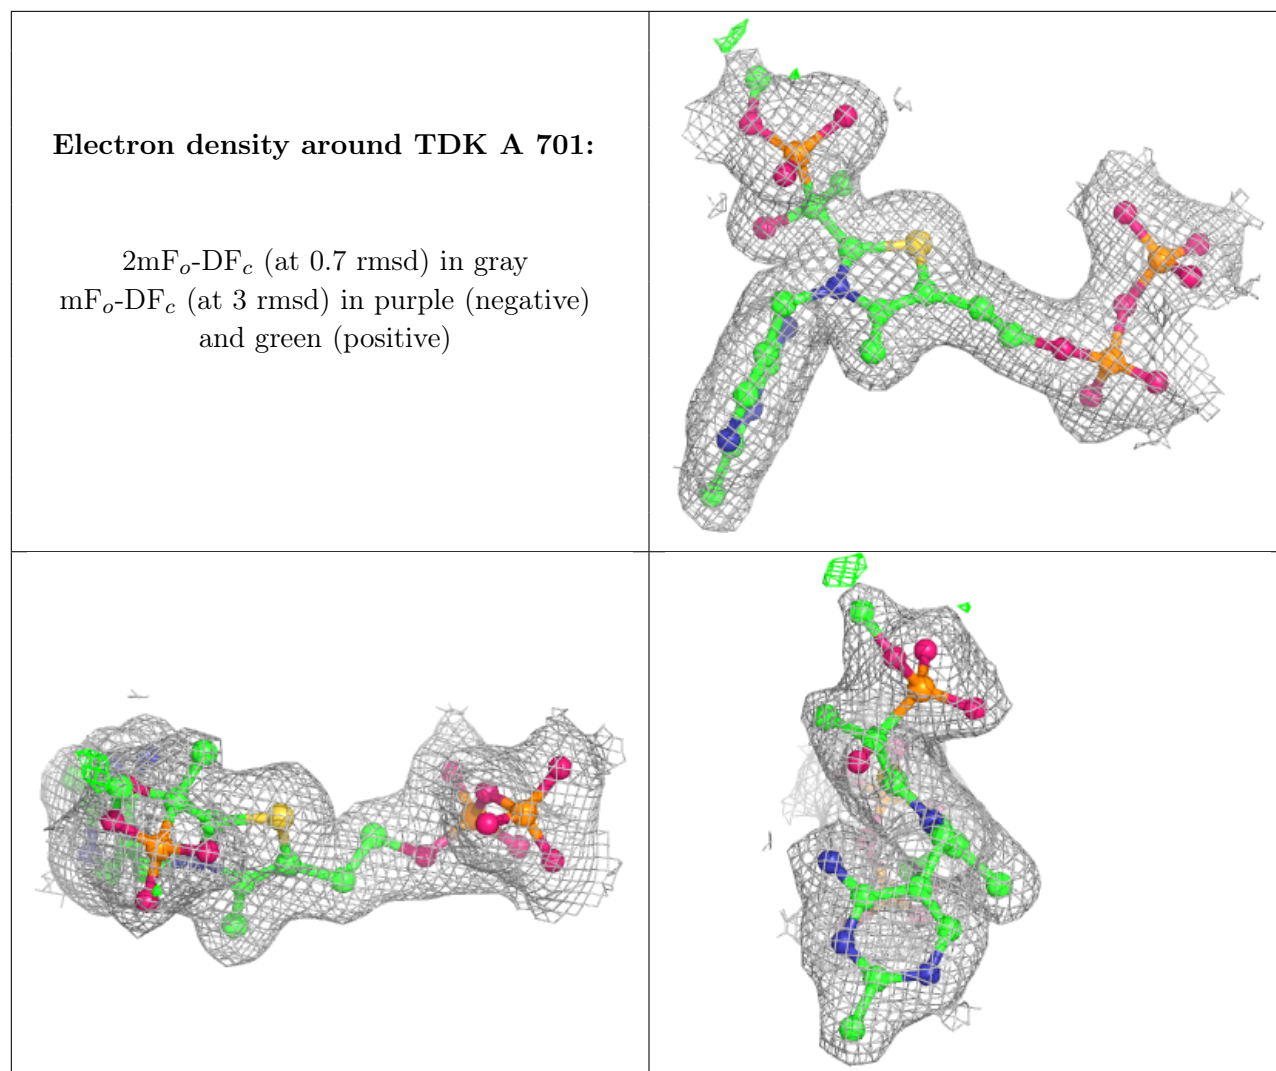 Electron density around TDK A 701:
2mFo-DFc (at 0.7 rmsd) in gray
mFo-DFc (at 3 rmsd) in purple (negative)
and green (positive)